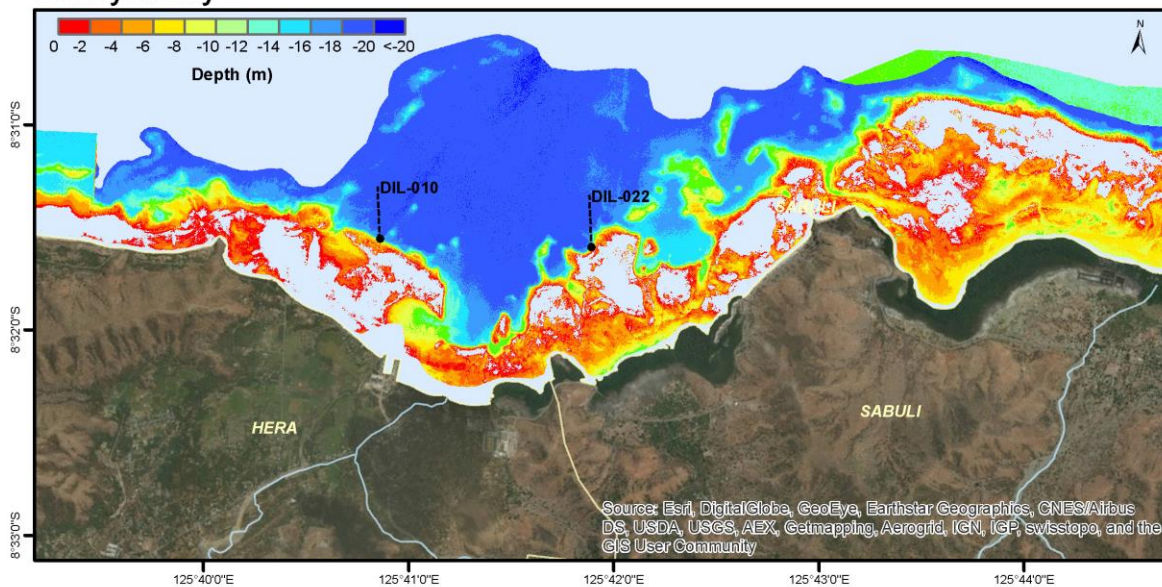 0 -2 -4 -6 -8 -10 -12 -14 -16 -18 -20 <-20
N
Depth (m)
8°31'0"S
DIL-010
DIL-022
8°32'0"S
HERA
SABULI
Source: Esri, DigitalGlobe, GeoEye, Earthstar Geographics, CNES/Airbus
DS, USDA, USGS, AEX, Getmapping, Aerogrid, IGN, IGP, swisstopo, and the
GIS User Community
8°33'0"S
125°40'0"E 125°41'0"E 125°42'0"E 125°43'0"E 125°44'0"E